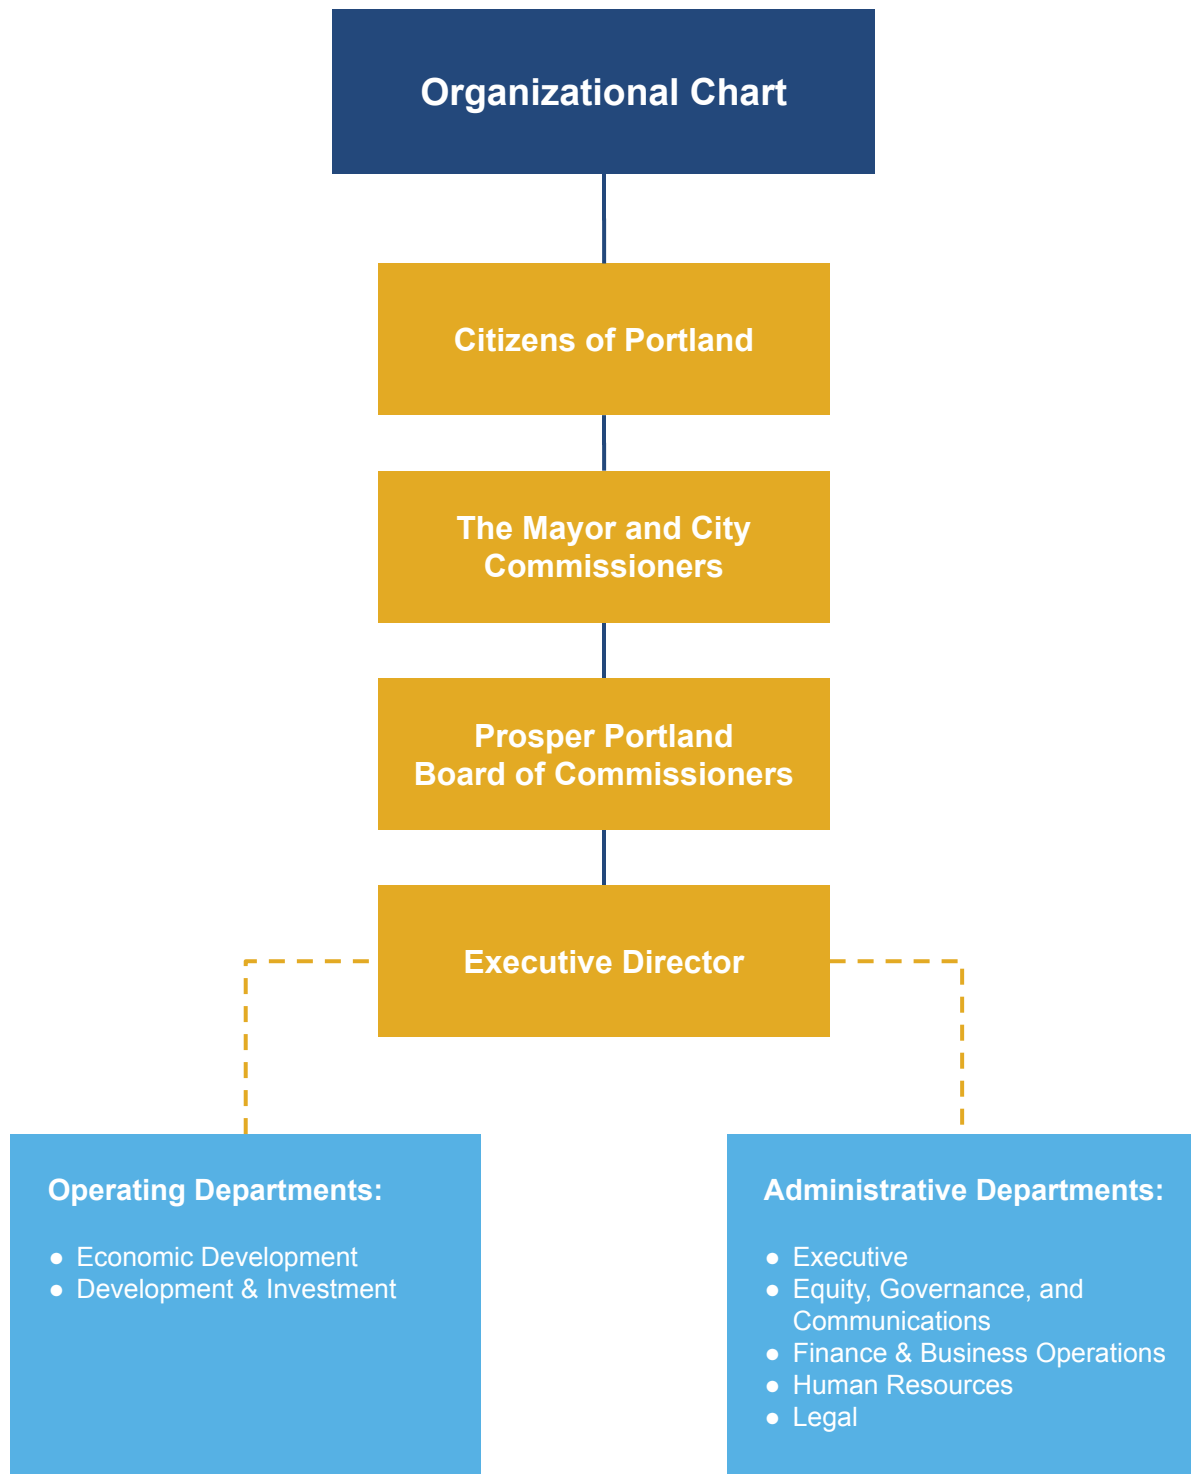 Organizational Chart
Citizens of Portland
The Mayor and City
Commissioners
Prosper Portland
Board of Commissioners
Executive Director
Operating Departments:
● Economic Development
● Development & Investment
Administrative Departments:
● Executive
● Equity, Governance, and
Communications
● Finance & Business Operations
● Human Resources
● Legal